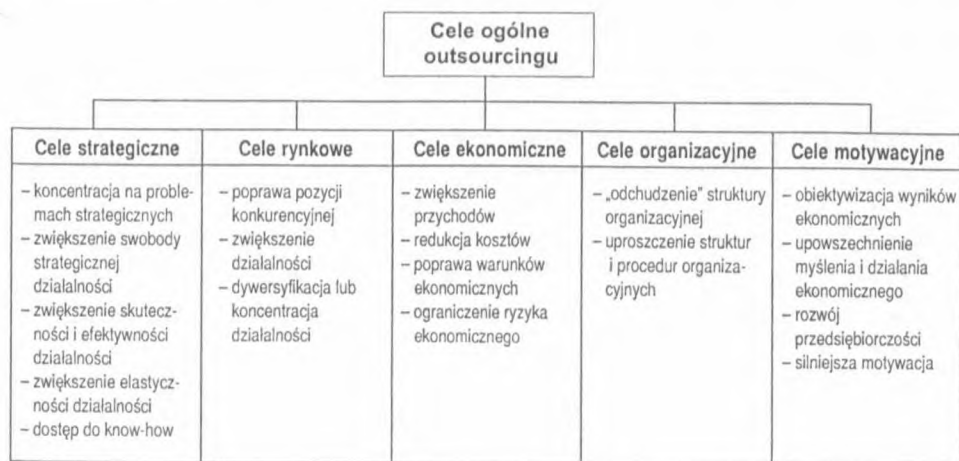 Cele ogólne
outsourcingu
Cele strategiczne
– koncentracja na proble-
mach strategicznych
– zwiększenie swobody
strategicznej
działalności
– zwiększenie skutecz-
ności i efektywności
działalności
– zwiększenie elastycz-
ności działalności
– dostęp do know-how
Cele rynkowe
– poprawa pozycji
konkurencyjnej
– zwiększenie
działalności
– dywersyfikacja lub
koncentracja
działalności
Cele ekonomiczne
– zwiększenie
przychodów
– redukcja kosztów
– poprawa warunków
ekonomicznych
– ograniczenie ryzyka
ekonomicznego
Cele organizacyjne
– „odchudzenie” struktury
organizacyjnej
– uproszczenie struktur
i procedur organiza-
cyjnych
Cele motywacyjne
– obiektywizacja wyników
ekonomicznych
– upowszechnienie
myślenia i działania
ekonomicznego
– rozwój
przedsiębiorczości
– silniejsza motywacja